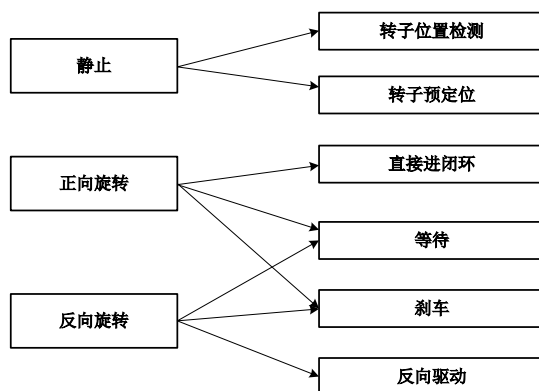 静止
正向旋转
反向旋转
转子位置检测
转子预定位
直接进闭环
等待
刹车
反向驱动